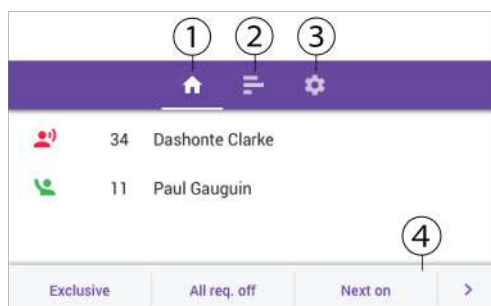 1 2 3
34 Dashonte Clarke
11 Paul Gauguin
4
Exclusive All req. off Next on >